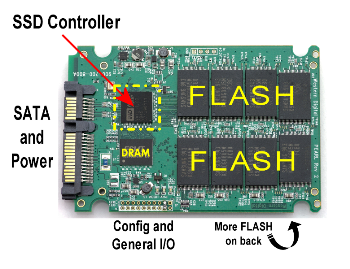 SSD Controller
FLASH
SATA
and
Power
DRAM
FLASH
Config and
General I/O
More FLASH
on back